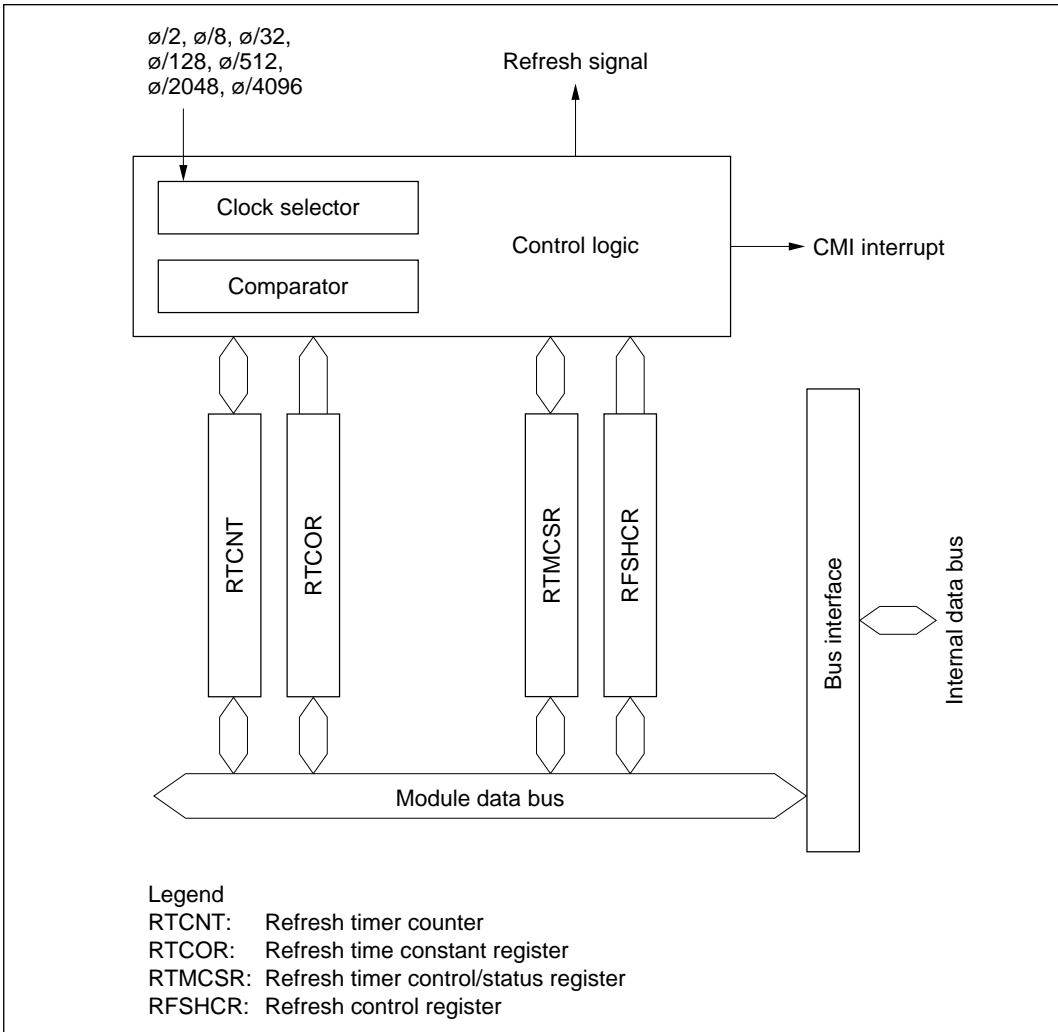 ø/2, ø/8, ø/32,
ø/128, ø/512,
ø/2048, ø/4096
Refresh signal
Clock selector
Control logic
CMI interrupt
Comparator
RTCNT
RTCOR
RTMCSR
RFSHCR
Bus interface
Internal data bus
Module data bus
Legend
RTCNT: Refresh timer counter
RTCOR: Refresh time constant register
RTMCSR: Refresh timer control/status register
RFSHCR: Refresh control register